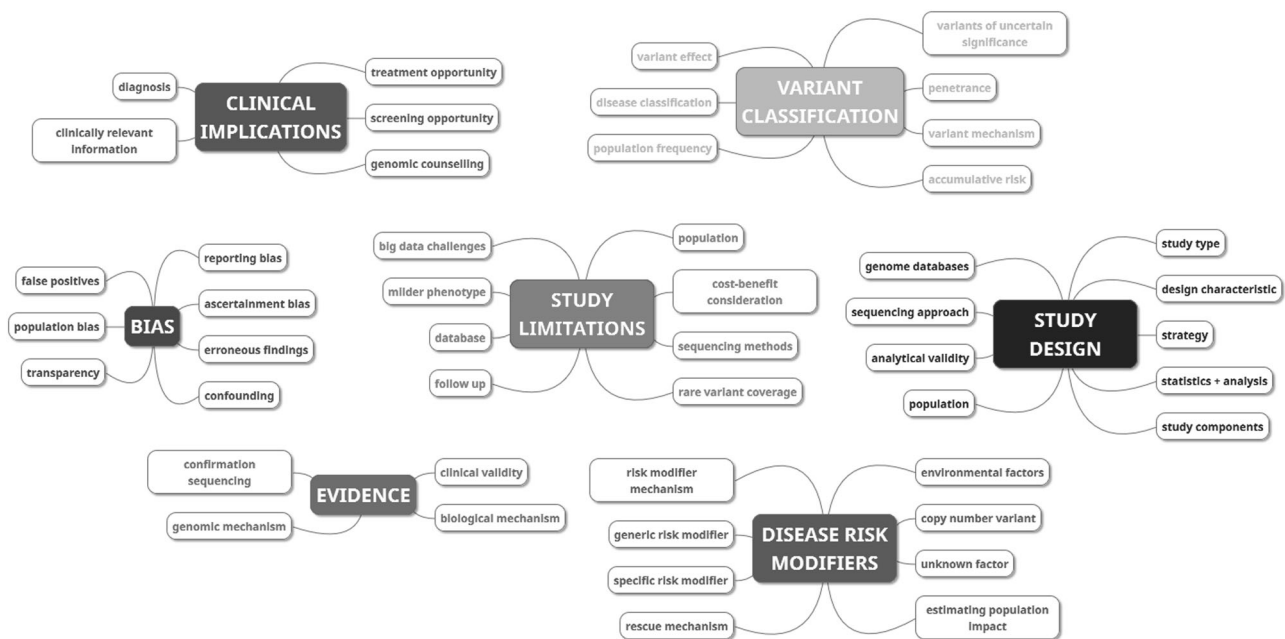 CLINICAL
IMPLICATIONS
diagnosis
clinically relevant
information
treatment opportunity
screening opportunity
genomic counselling
VARIANT
CLASSIFICATION
variant effect
disease classification
population frequency
variants of uncertain
significance
penetrance
variant mechanism
accumulative risk
BIAS
false positives
population bias
transparency
reporting bias
ascertainment bias
erroneous findings
confounding
STUDY
LIMITATIONS
big data challenges
milder phenotype
database
follow up
population
cost-benefit
consideration
sequencing methods
rare variant coverage
STUDY
DESIGN
genome databases
sequencing approach
analytical validity
population
study type
design characteristic
strategy
statistics + analysis
study components
EVIDENCE
confirmation
sequencing
genomic mechanism
clinical validity
biological mechanism
DISEASE RISK
MODIFIERS
risk modifier
mechanism
generic risk modifier
specific risk modifier
rescue mechanism
environmental factors
copy number variant
unknown factor
estimating population
impact